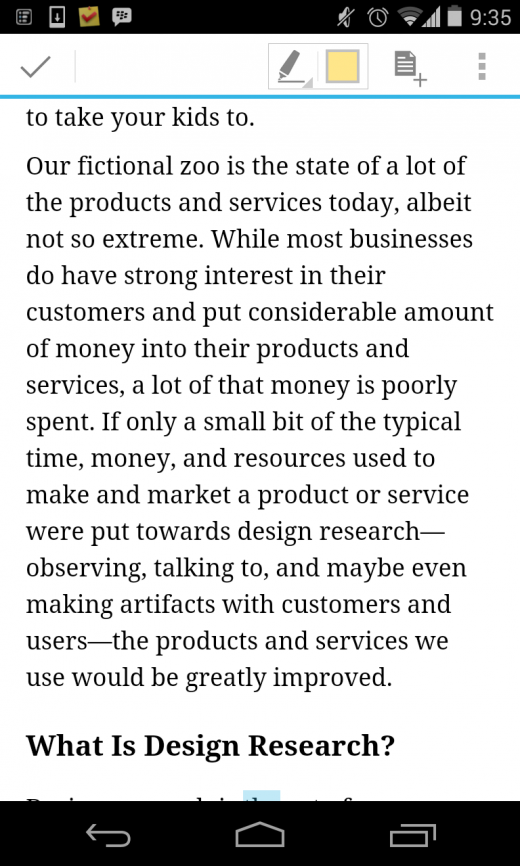 9:35
to take your kids to.
Our fictional zoo is the state of a lot of
the products and services today, albeit
not so extreme. While most businesses
do have strong interest in their
customers and put considerable amount
of money into their products and
services, a lot of that money is poorly
spent. If only a small bit of the typical
time, money, and resources used to
make and market a product or service
were put towards design research—
observing, talking to, and maybe even
making artifacts with customers and
users—the products and services we
use would be greatly improved.
What Is Design Research?